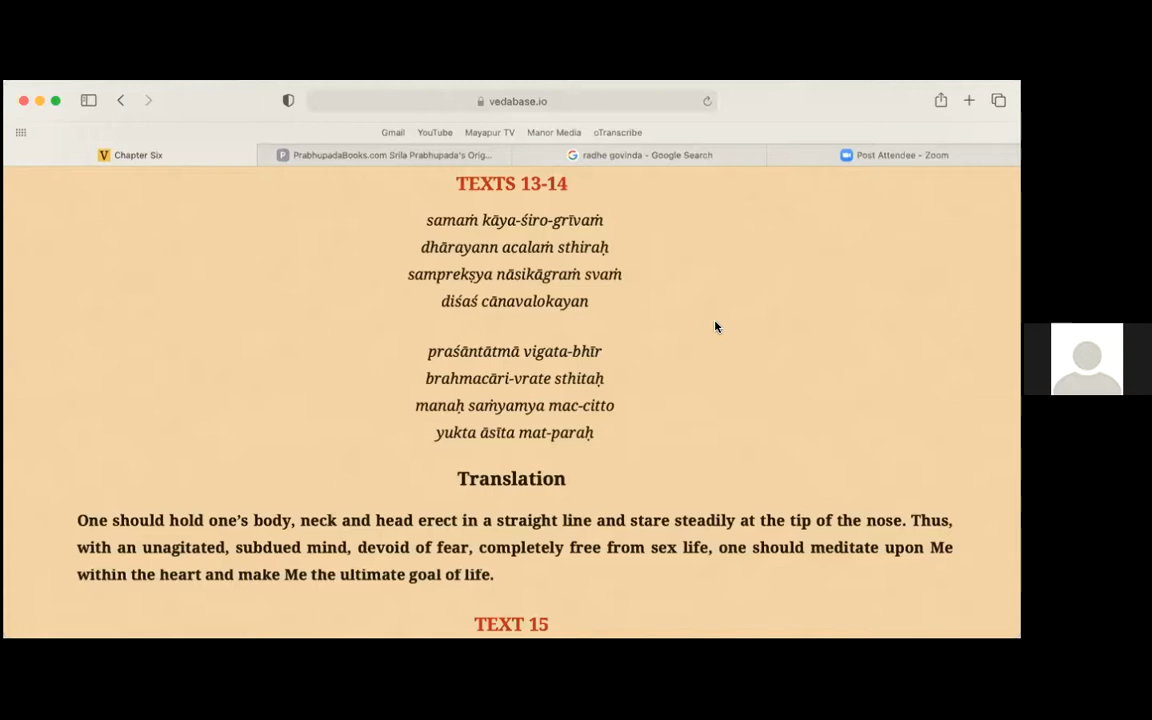 vedabase.io
Gmail YouTube Mayapur TV Manor Media oTranscribe
V Chapter Six P PrabhupadaBooks.com Srila Prabhupada's Orig... G radhe govinda - Google Search Post Attendee - Zoom
TEXTS 13-14
samaṁ kāya-śiro-grīvaṁ
dhārayann acalaṁ sthiraḥ
samprekṣya nāsikāgraṁ svaṁ
diśaś cānavalokayan
praśāntātmā vigata-bhīr
brahmacāri-vrate sthitaḥ
manaḥ saṁyamya mac-citto
yukta āsīta mat-paraḥ
Translation
One should hold one’s body, neck and head erect in a straight line and stare steadily at the tip of the nose. Thus,
with an unagitated, subdued mind, devoid of fear, completely free from sex life, one should meditate upon Me
within the heart and make Me the ultimate goal of life.
TEXT 15